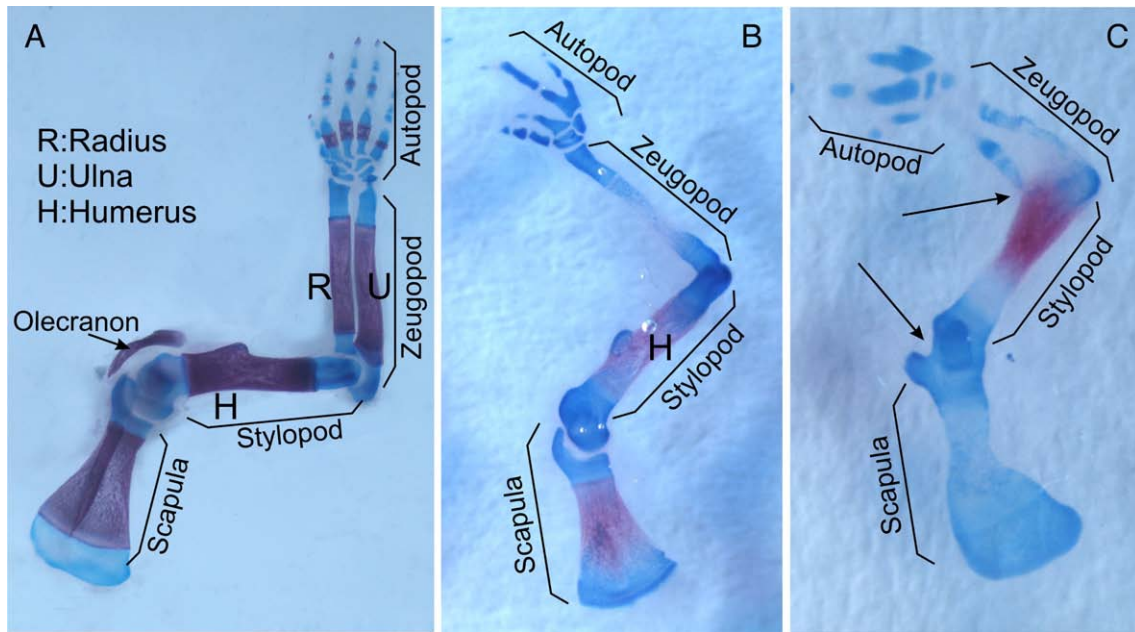 A
R:Radius
U:Ulna
H:Humerus
Autopod
R
U
Zeugopod
Olecranon
H
Stylopod
Scapula
B
Autopod
Zeugopod
H
Stylopod
Scapula
C
Zeugopod
Autopod
Stylopod
Scapula